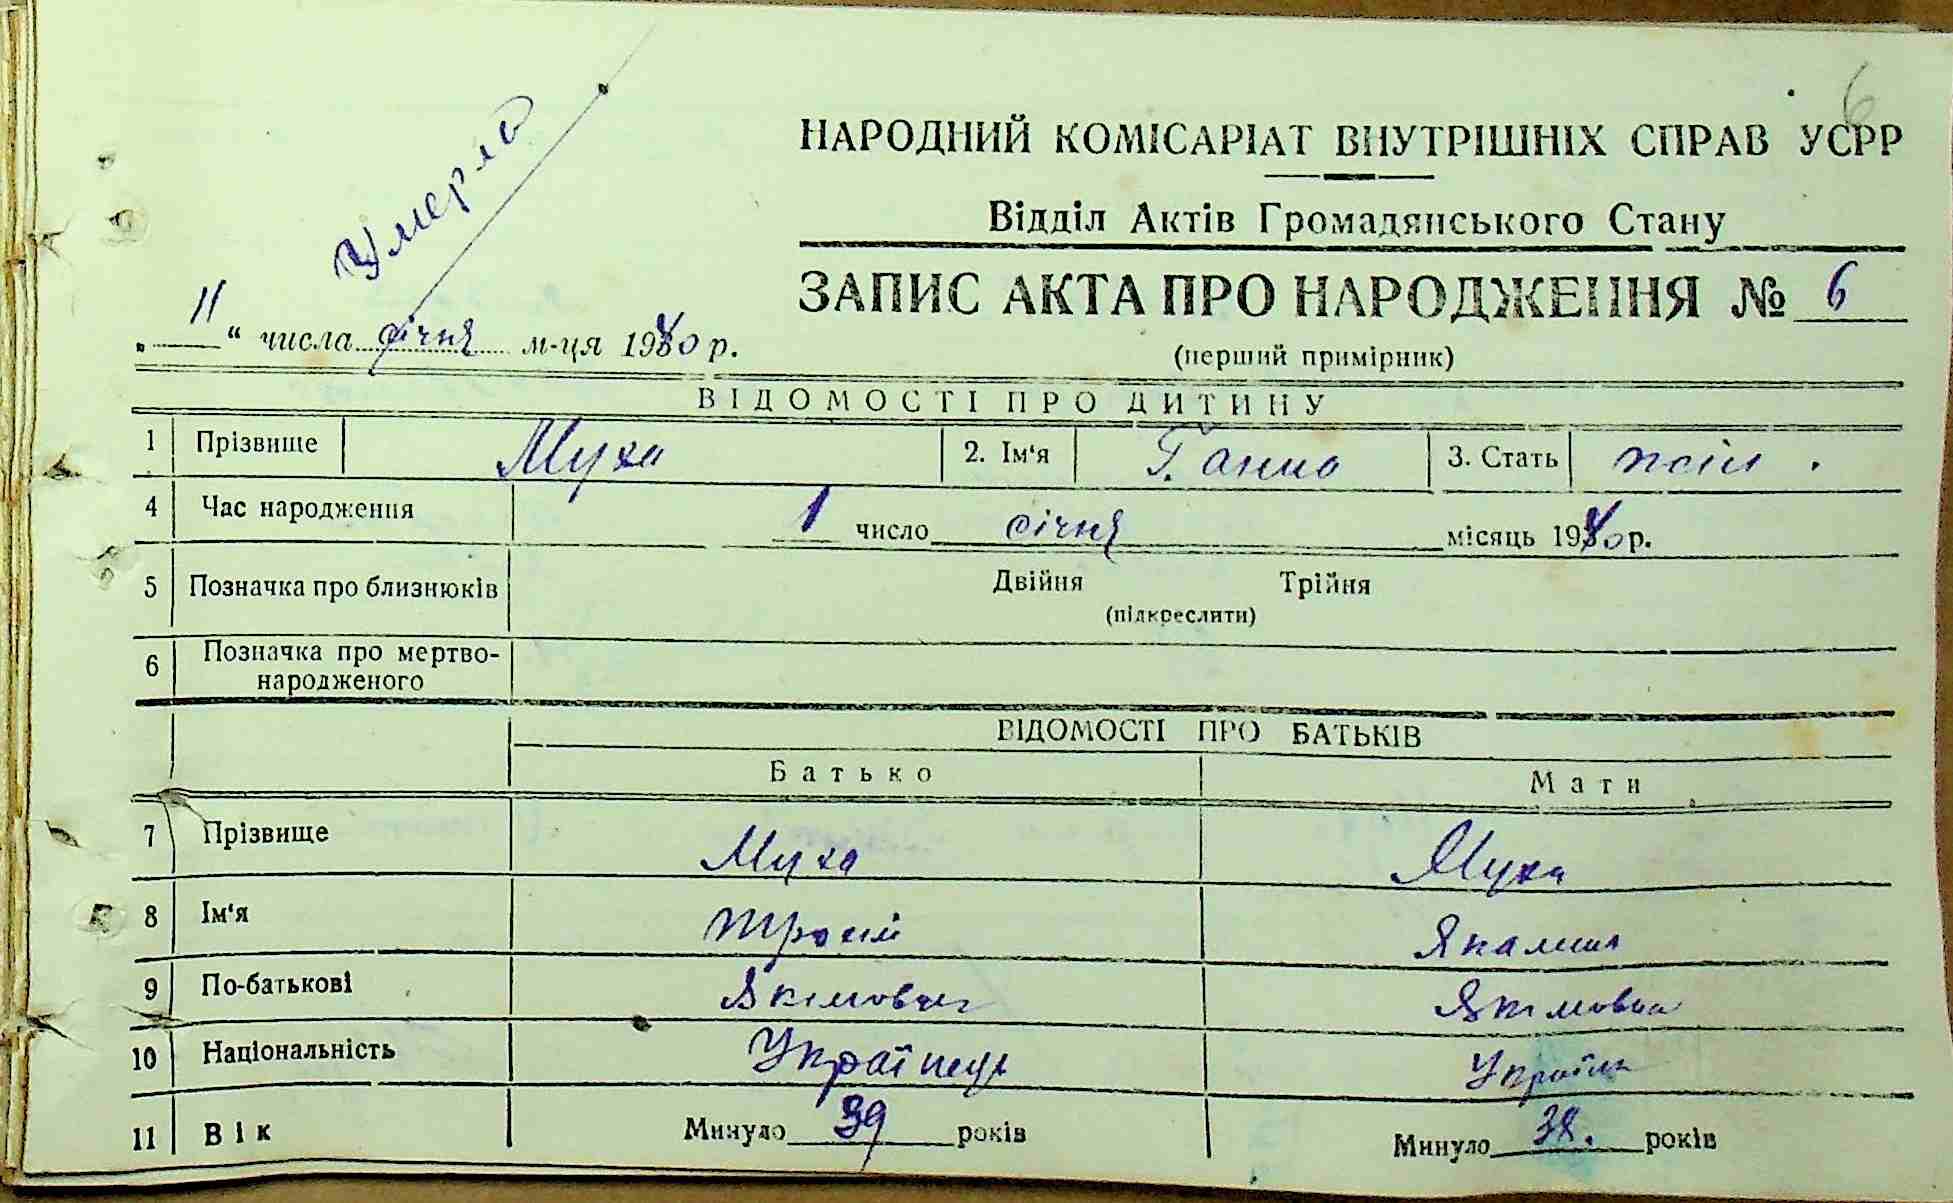 6
Умерла
НАРОДНИЙ КОМІСАРІАТ ВНУТРІШНІХ СПРАВ УСРР
Відділ Актів Громадянського Стану
ЗАПИС АКТА ПРО НАРОДЖЕННЯ № 6
„ 11 “ числа січня м-ця 1940 р.
(перший примірник)
ВІДОМОСТІ ПРО ДИТИНУ
1 Прізвище Муха 2. Ім'я Ганна 3. Стать жін.
4 Час народження 1 число січня місяць 1940 р.
5 Позначка про близнюків Двійня Трійня
(підкреслити)
6 Позначка про мертво-
народженого
ВІДОМОСТІ ПРО БАТЬКІВ
Батько Мати
7 Прізвище Муха Муха
8 Ім'я
9 По-батькові Якимович Якимовна
10 Національність Українець Україн
11 Вік Минуло 39 років Минуло 38. років